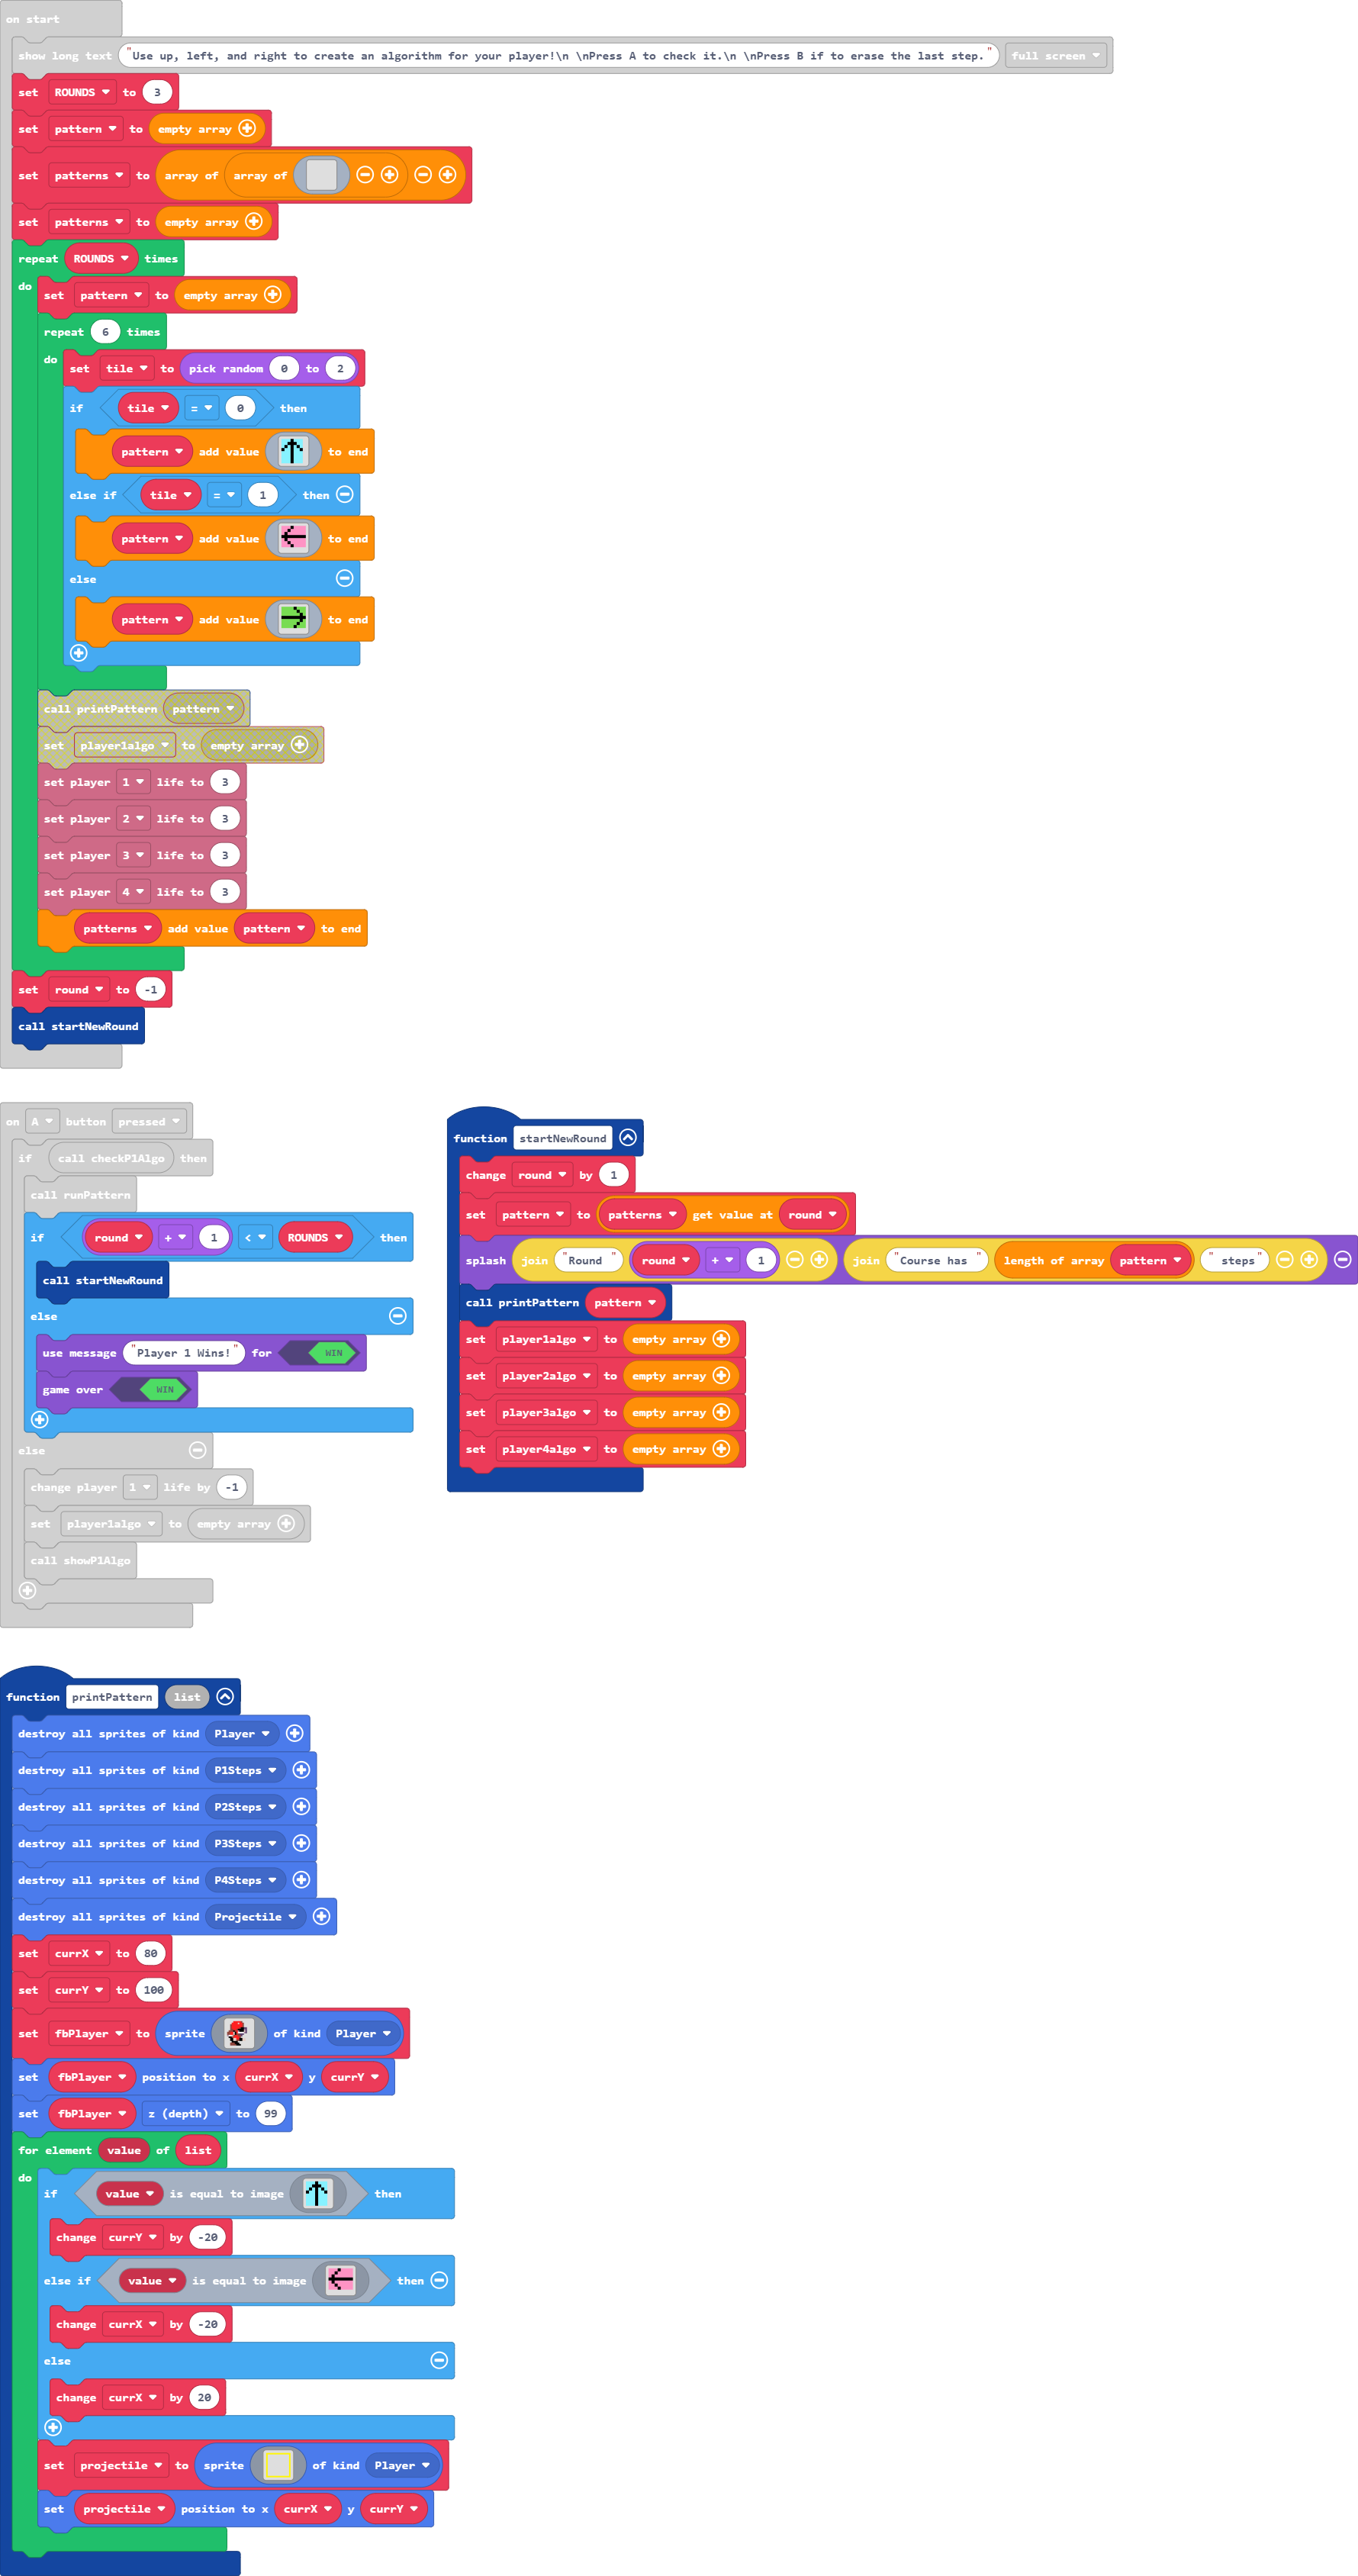 on start
show long text "Use up, left, and right to create an algorithm for your player!\n \nPress A to check it.\n \nPress B if to erase the last step." full screen
set ROUNDS to 3
set pattern to empty array
set patterns to array of array of
set patterns to empty array
repeat ROUNDS times
do
set pattern to empty array
repeat 6 times
do
set tile to pick random 0 to 2
if tile = 0 then
pattern add value to end
else if tile = 1 then
pattern add value to end
else
pattern add value to end
call printPattern pattern
set player1algo to empty array
set player 1 life to 3
set player 2 life to 3
set player 3 life to 3
set player 4 life to 3
patterns add value pattern to end
set round to -1
call startNewRound
on A button pressed
if call checkP1Algo then
call runPattern
if round + 1 < ROUNDS then
call startNewRound
else
use message "Player 1 Wins!" for WIN
game over WIN
else
change player 1 life by -1
set player1algo to empty array
call showP1Algo
function startNewRound
change round by 1
set pattern to patterns get value at round
splash join "Round " round + 1 join "Course has " length of array pattern " steps"
call printPattern pattern
set player1algo to empty array
set player2algo to empty array
set player3algo to empty array
set player4algo to empty array
function printPattern list
destroy all sprites of kind Player
destroy all sprites of kind P1Steps
destroy all sprites of kind P2Steps
destroy all sprites of kind P3Steps
destroy all sprites of kind P4Steps
destroy all sprites of kind Projectile
set currX to 80
set currY to 100
set fbPlayer to sprite of kind Player
set fbPlayer position to x currX y currY
set fbPlayer z (depth) to 99
for element value of list
do
if value is equal to image then
change currY by -20
else if value is equal to image then
change currX by -20
else
change currX by 20
set projectile to sprite of kind Player
set projectile position to x currX y currY